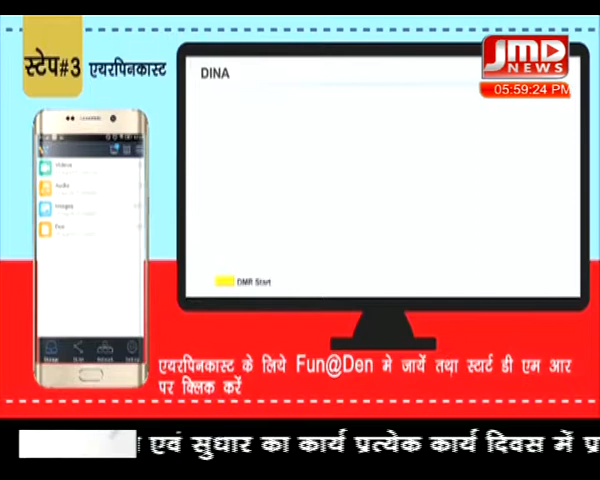 स्टेप#3 एयरपिनकास्ट
DINA
JMD
NEWS
05:59:24 PM
Videos
Audio
Images
DMR Start
एयरपिनकास्ट के लिये Fun@Den मे जायें तथा स्टार्ट डी एम आर
पर क्लिक करें
एवं सुधार का कार्य प्रत्येक कार्य दिवस में प्र